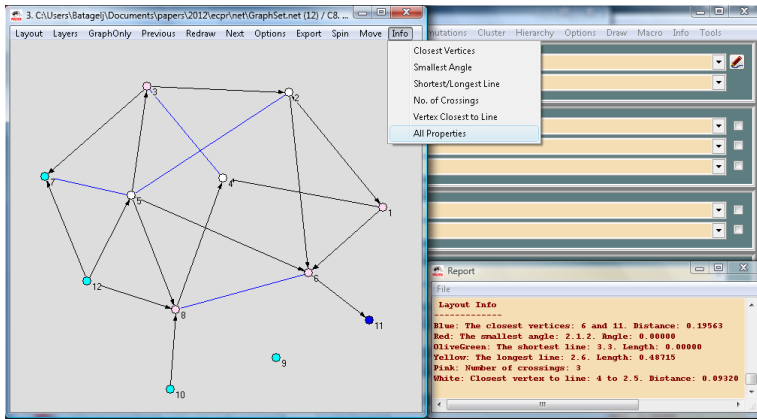 3. C:\Users\Batagelj\Documents\papers\2012\ecpr\net\GraphSet.net (12) / C8. ...
Layout Layers GraphOnly Previous Redraw Next Options Export Spin Move Info
mutations Cluster Hierarchy Options Draw Macro Info Tools
Closest Vertices
Smallest Angle
Shortest/Longest Line
No. of Crossings
Vertex Closest to Line
All Properties
3
2
7
4
5
1
6
12
8
11
9
10
Report
File
Layout Info
-------------
Blue: The closest vertices: 6 and 11. Distance: 0.19563
Red: The smallest angle: 2.1.2. Angle: 0.00000
OliveGreen: The shortest line: 3.3. Length: 0.00000
Yellow: The longest line: 2.6. Length: 0.48715
Pink: Number of crossings: 3
White: Closest vertex to line: 4 to 2.5. Distance: 0.09320